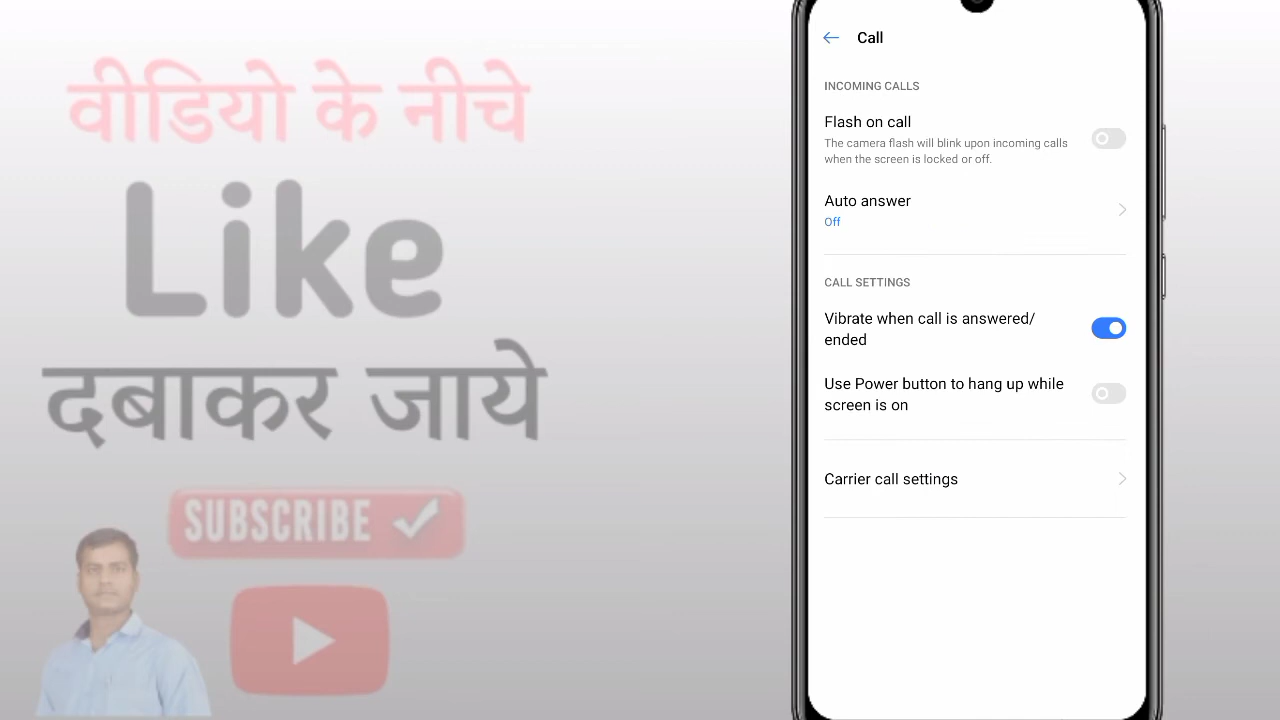 वीडियो के नीचे
Like
दबाकर जाये
SUBSCRIBE
Call
INCOMING CALLS
Flash on call
The camera flash will blink upon incoming calls
when the screen is locked or off.
Auto answer
Off
CALL SETTINGS
Vibrate when call is answered/
ended
Use Power button to hang up while
screen is on
Carrier call settings